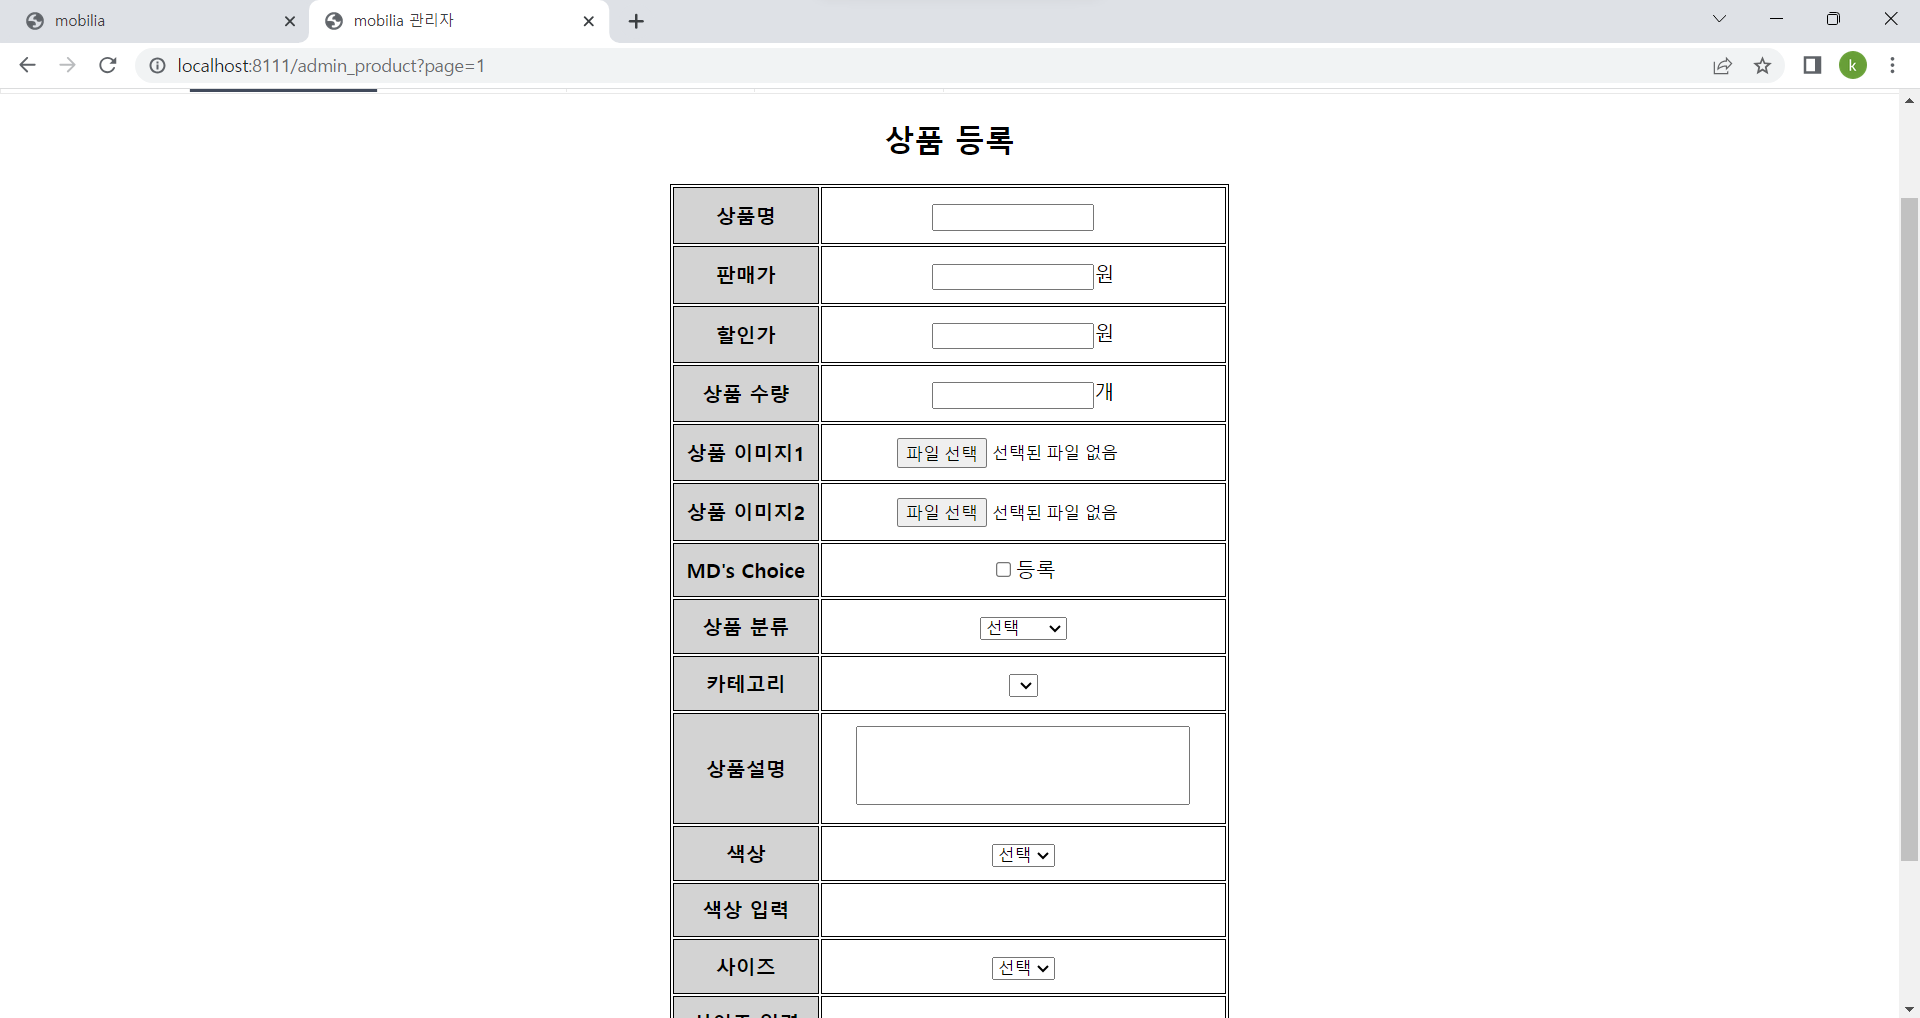 mobilia
mobilia 관리자
localhost:8111/admin_product?page=1
k
상품 등록
상품명
판매가 원
할인가 원
상품 수량 개
상품 이미지1 파일 선택 선택된 파일 없음
상품 이미지2 파일 선택 선택된 파일 없음
MD's Choice 등록
상품 분류 선택
카테고리
상품설명
색상 선택
색상 입력
사이즈 선택